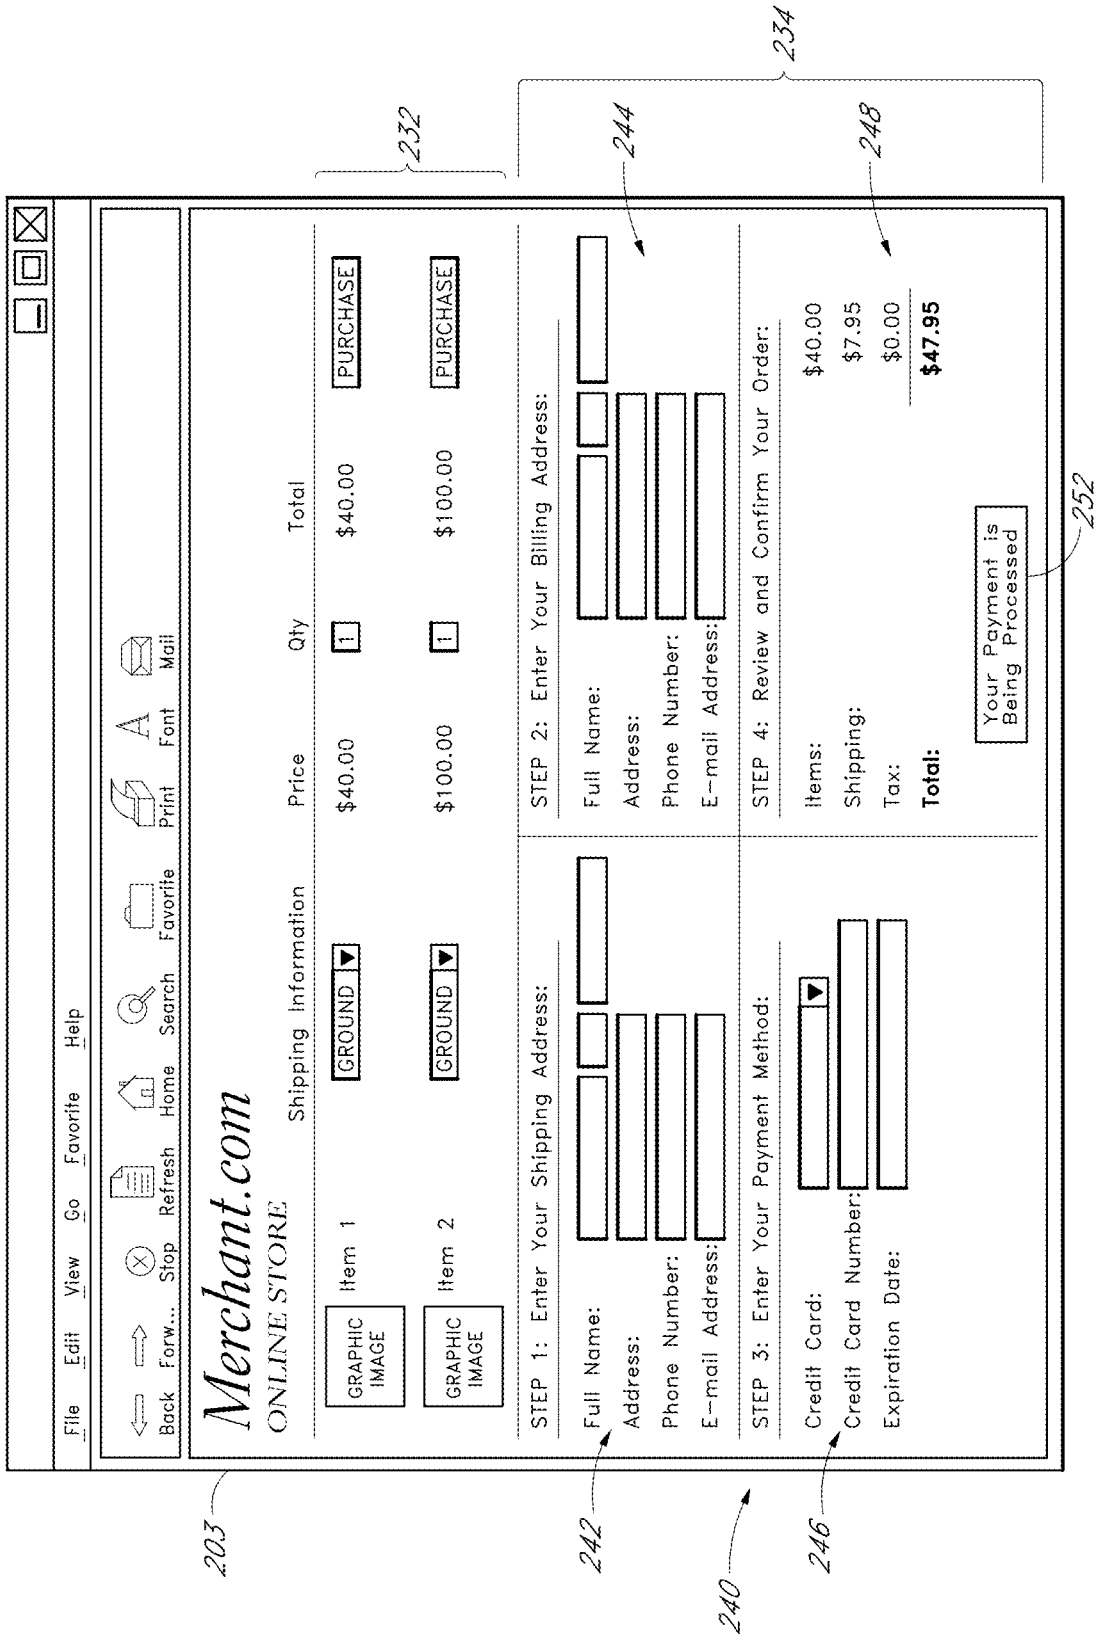 File Edit View Go Favorite Help
Back Forw... Stop Refresh Home Search Favorite Print Font Mail
Merchant.com
ONLINE STORE
Shipping Information Price Qty Total
GRAPHIC
IMAGE
Item 1 GROUND $40.00 1 $40.00 PURCHASE
GRAPHIC
IMAGE
Item 2 GROUND $100.00 1 $100.00 PURCHASE
232
STEP 1: Enter Your Shipping Address:
Full Name:
Address:
Phone Number:
E-mail Address:
STEP 2: Enter Your Billing Address:
Full Name:
Address:
Phone Number:
E-mail Address:
STEP 3: Enter Your Payment Method:
Credit Card:
Credit Card Number:
Expiration Date:
STEP 4: Review and Confirm Your Order:
Items: $40.00
Shipping: $7.95
Tax: $0.00
Total: $47.95
Your Payment is
Being Processed
203
242
244
234
240
246
248
252